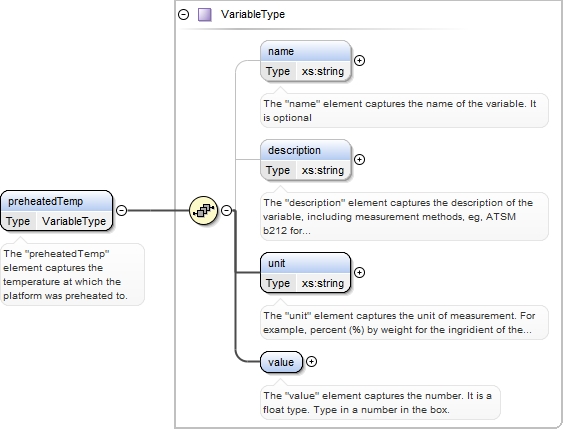 VariableType
name
Type xs:string
The "name" element captures the name of the variable. It
is optional
description
Type xs:string
The "description" element captures the description of the
variable, including measurement methods, eg, ATSM
b212 for...
preheatedTemp
Type VariableType
The "preheatedTemp"
element captures the
temperature at which the
platform was preheated to.
unit
Type xs:string
The "unit" element captures the unit of measurement. For
example, percent (%) by weight for the ingridient of the...
value
The "value" element captures the number. It is a
float type. Type in a number in the box.